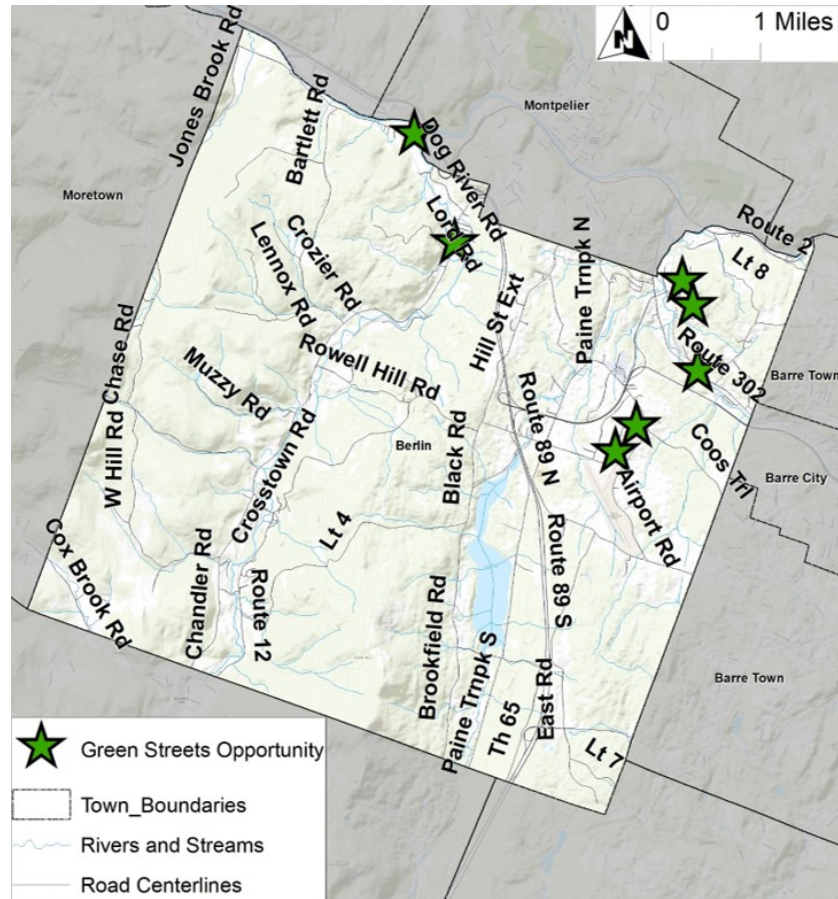 N
0 1 Miles
Jones Brook Rd
Bartlett Rd
Montpelier
Dog River Rd
Moretown
Lord Rd
Route 2
Lt 8
Crozier Rd
Lennox Rd
Hill St Ext
Paine Trnpk N
Route 302
Chase Rd
Rowell Hill Rd
Muzzy Rd
Barre Town
Route 89 N
Berlin
Black Rd
Coos Trl
W Hill Rd
Crosstown Rd
Barre City
Airport Rd
Lt 4
Cox Brook Rd
Chandler Rd
Route 12
Route 89 S
Brookfield Rd
Paine Trnpk S
Barre Town
East Rd
Th 65
Lt 7
Green Streets Opportunity
Town_Boundaries
Rivers and Streams
Road Centerlines